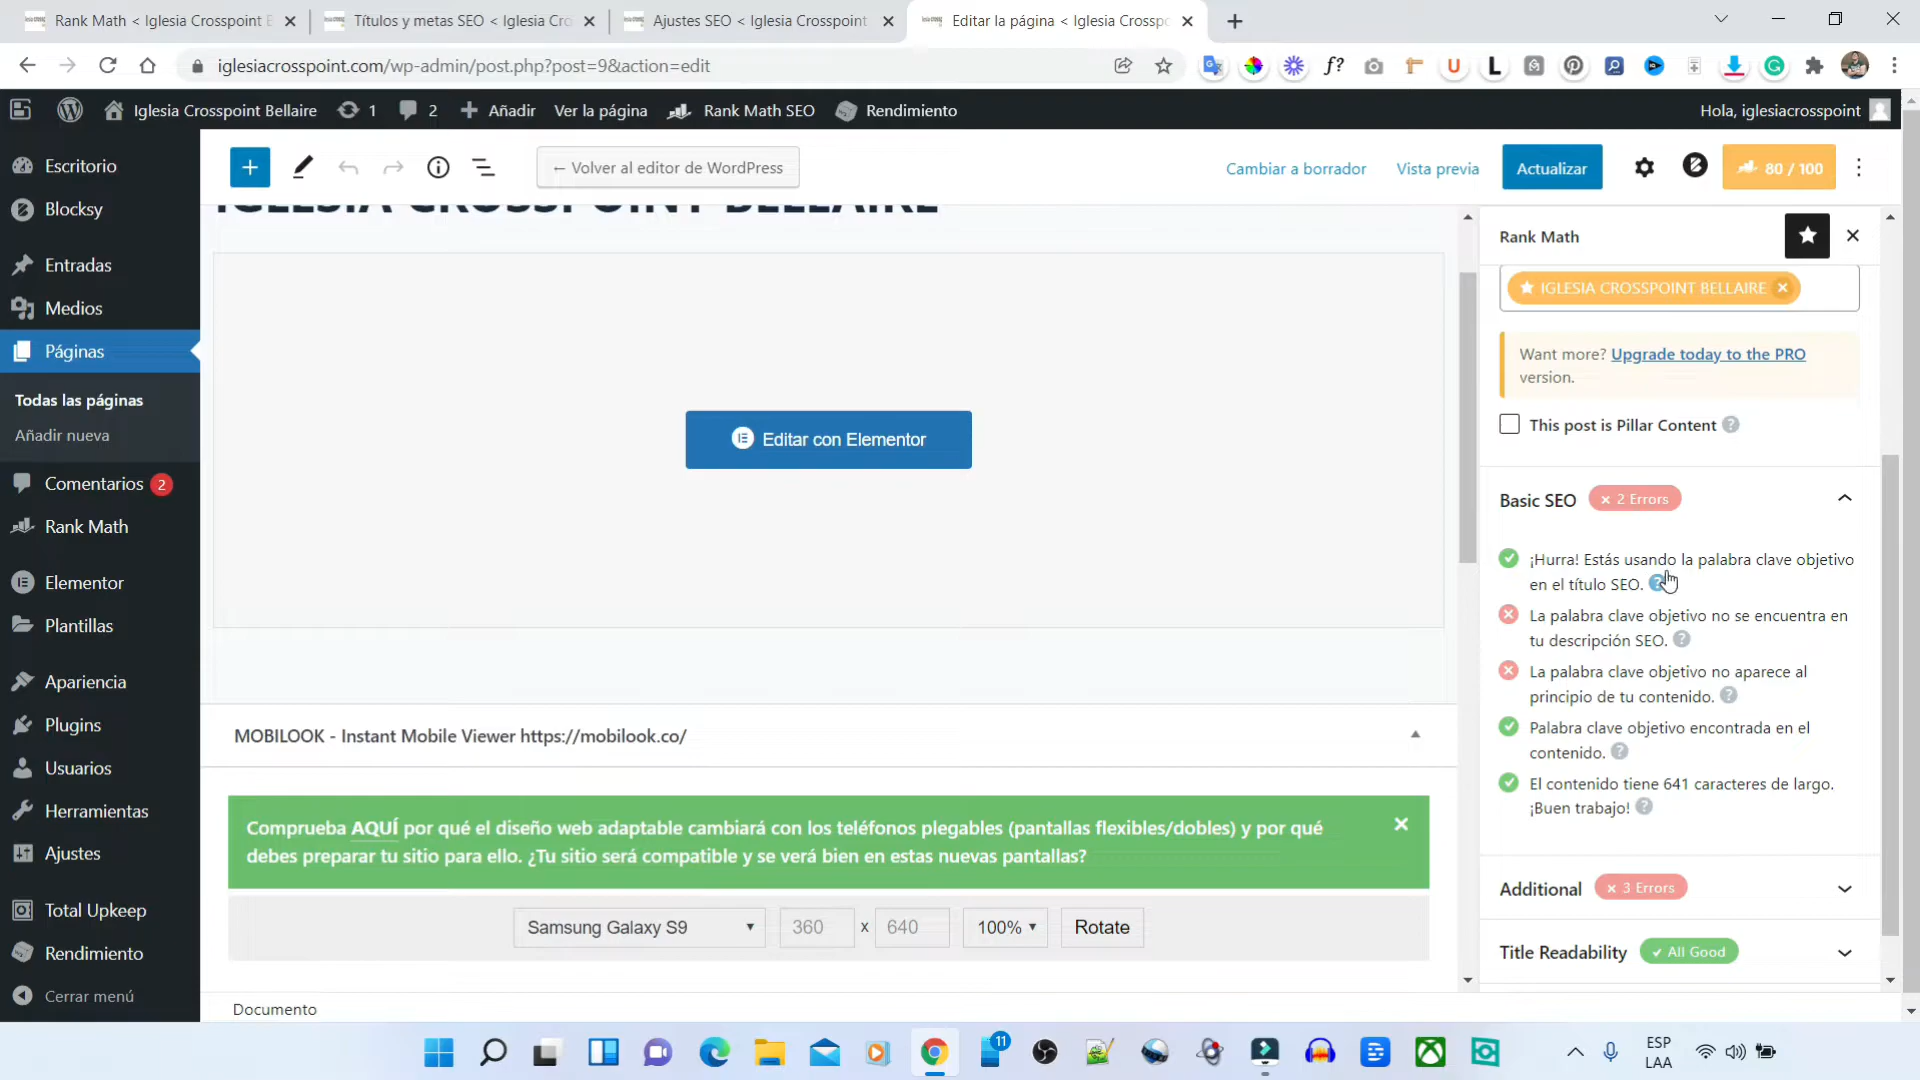 Rank Math < Iglesia Crosspoint B
Títulos y metas SEO < Iglesia Cro
Ajustes SEO < Iglesia Crosspoint
Editar la página < Iglesia Crosspo
iglesiacrosspoint.com/wp-admin/post.php?post=9&action=edit
Iglesia Crosspoint Bellaire
1
2
Añadir
Ver la página
Rank Math SEO
Rendimiento
Hola, iglesiacrosspoint
Escritorio
Blocksy
Entradas
Medios
Páginas
Todas las páginas
Añadir nueva
Comentarios 2
Rank Math
Elementor
Plantillas
Apariencia
Plugins
Usuarios
Herramientas
Ajustes
Total Upkeep
Rendimiento
Cerrar menú
← Volver al editor de WordPress
Cambiar a borrador
Vista previa
Actualizar
80 / 100
IGLESIA CROSSPOINT BELLAIRE
Editar con Elementor
MOBILOOK - Instant Mobile Viewer https://mobilook.co/
Comprueba AQUÍ por qué el diseño web adaptable cambiará con los teléfonos plegables (pantallas flexibles/dobles) y por qué
debes preparar tu sitio para ello. ¿Tu sitio será compatible y se verá bien en estas nuevas pantallas?
Samsung Galaxy S9
360 x 640
100%
Rotate
Documento
Rank Math
IGLESIA CROSSPOINT BELLAIRE
Want more? Upgrade today to the PRO
version.
This post is Pillar Content
Basic SEO
× 2 Errors
¡Hurra! Estás usando la palabra clave objetivo
en el título SEO.
La palabra clave objetivo no se encuentra en
tu descripción SEO.
La palabra clave objetivo no aparece al
principio de tu contenido.
Palabra clave objetivo encontrada en el
contenido.
El contenido tiene 641 caracteres de largo.
¡Buen trabajo!
Additional
× 3 Errors
Title Readability
✓ All Good
11
ESP
LAA